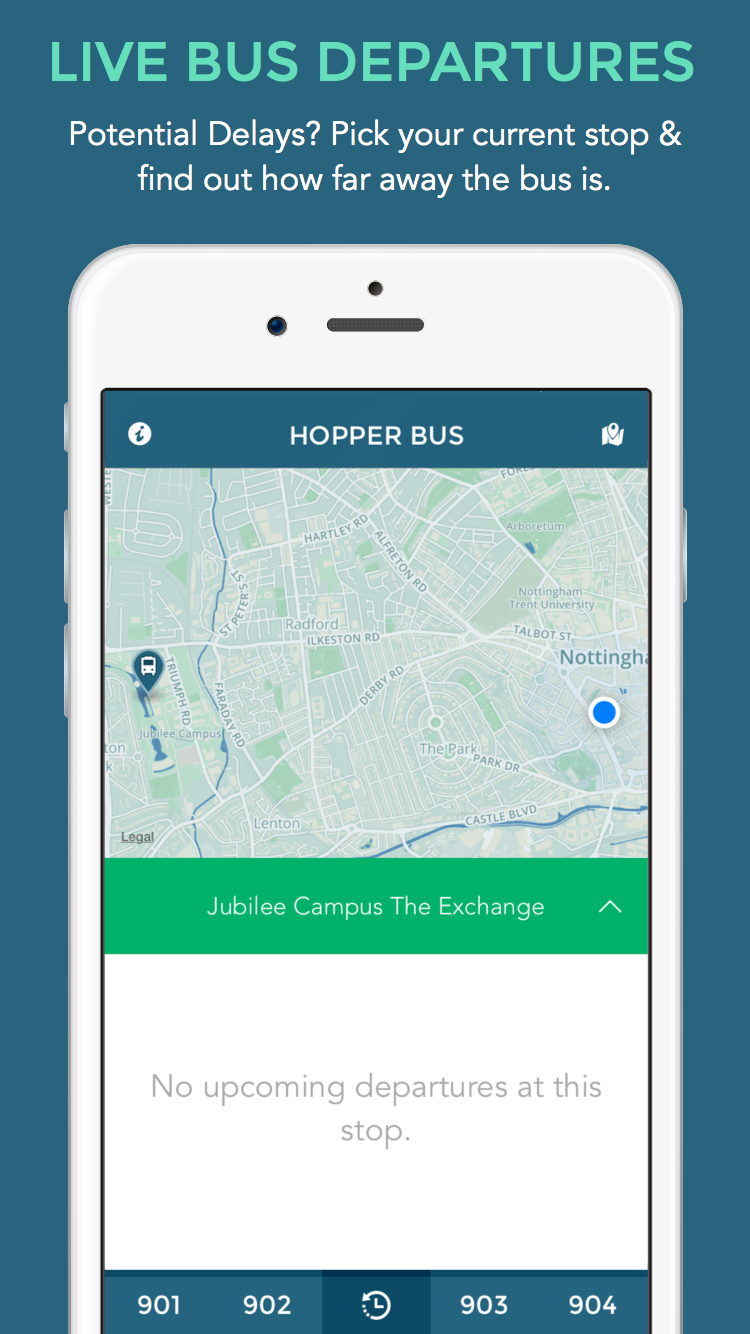 LIVE BUS DEPARTURES
Potential Delays? Pick your current stop &
find out how far away the bus is.
HOPPER BUS
HARTLEY RD
ALFRETON RD
Arboretum
ST PETER'S ST
Nottingham
Trent University
Radford
ILKESTON RD
TALBOT ST
Nottingha
TRIUMPH RD
FARADAY RD
DERBY RD
Jubilee Campus
The Park
PARK DR
Lenton
CASTLE BLVD
Legal
Jubilee Campus The Exchange
No upcoming departures at this
stop.
901 902 903 904